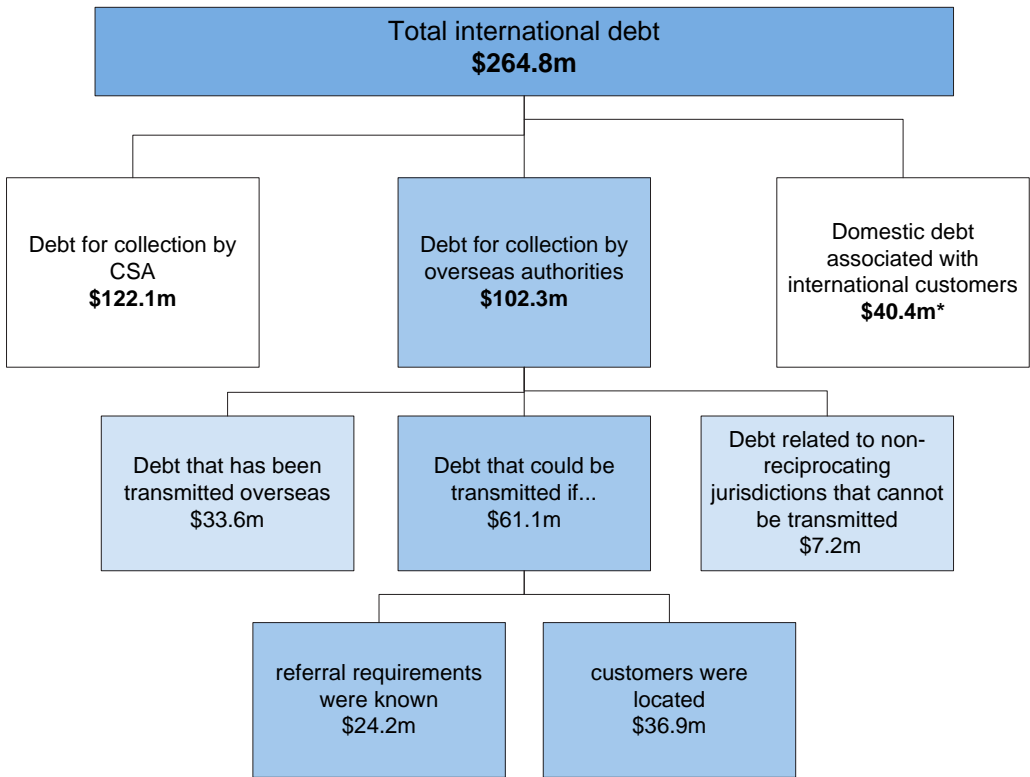 Total international debt
$264.8m
Debt for collection by
CSA
$122.1m
Debt for collection by
overseas authorities
$102.3m
Domestic debt
associated with
international customers
$40.4m*
Debt that has been
transmitted overseas
$33.6m
Debt that could be
transmitted if...
$61.1m
Debt related to non-
reciprocating
jurisdictions that cannot
be transmitted
$7.2m
referral requirements
were known
$24.2m
customers were
located
$36.9m